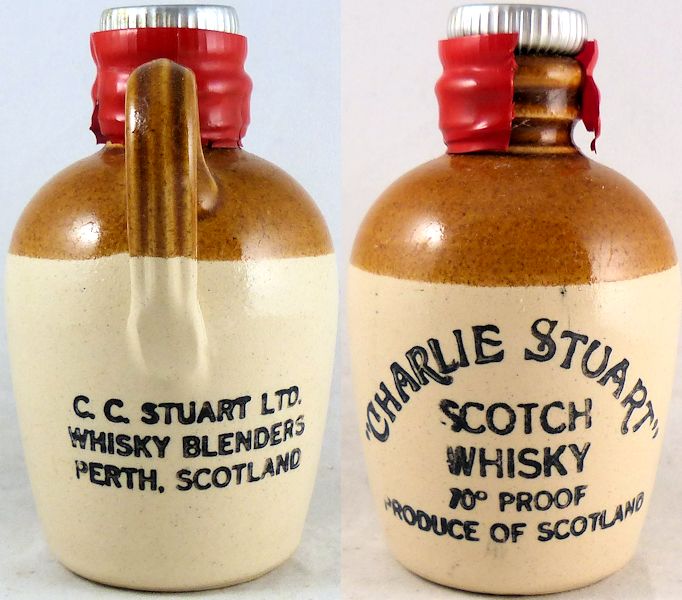 C. C. STUART LTD.
WHISKY BLENDERS
PERTH, SCOTLAND
"CHARLIE STUART"
SCOTCH
WHISKY
70° PROOF
PRODUCE OF SCOTLAND